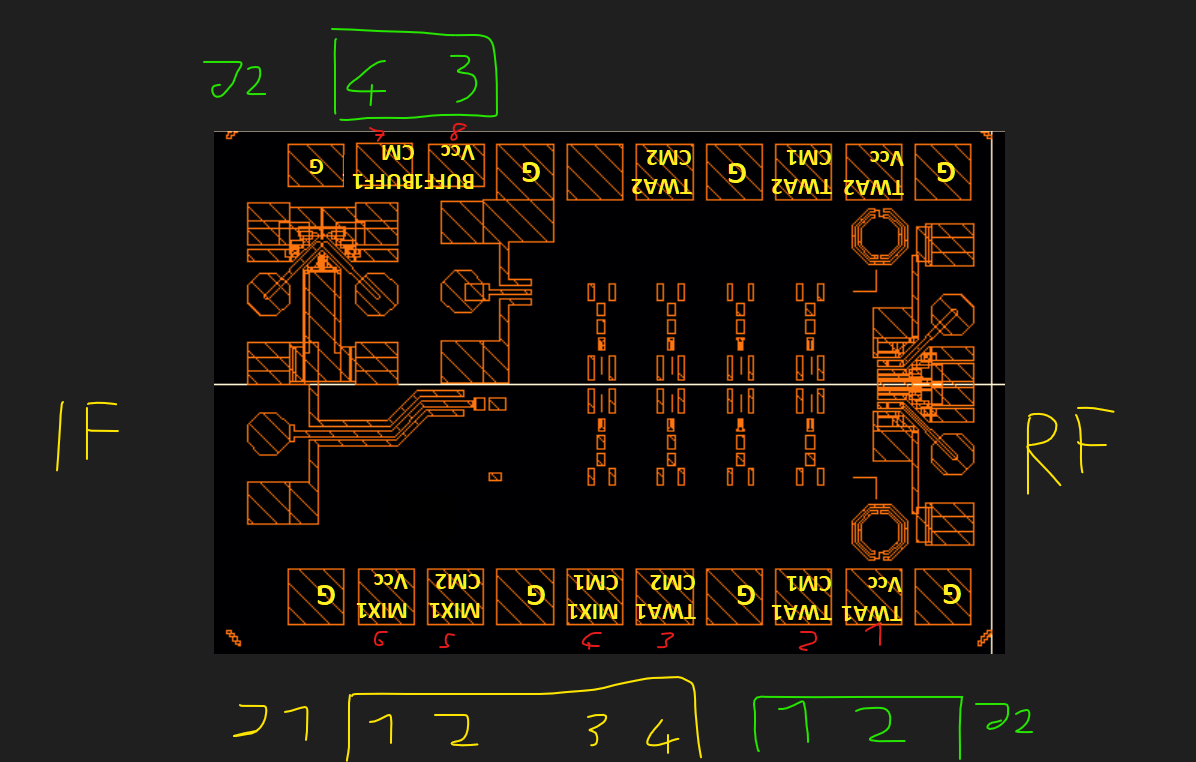 J2 4 3
7 8
G CM Vcc G CM2 G CM1 Vcc G
BUFF1 BUFF1 TWA2 TWA2 TWA2
IF RF
G Vcc CM2 G CM1 CM2 G CM1 Vcc G
MIX1 MIX1 MIX1 TWA1 TWA1 TWA1
6 5 4 3 2 1
J1 1 2 3 4 1 2 J2